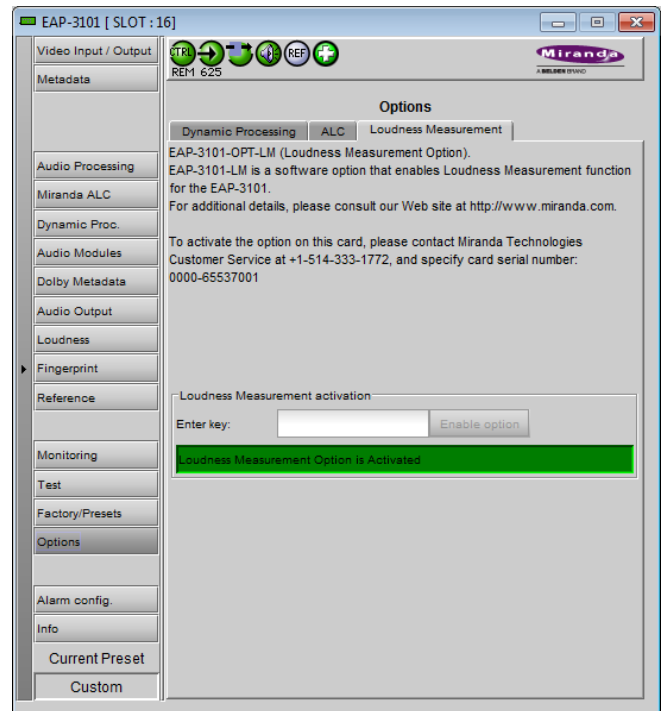 EAP-3101 [ SLOT : 16]
Video Input / Output
Metadata
Audio Processing
Miranda ALC
Dynamic Proc.
Audio Modules
Dolby Metadata
Audio Output
Loudness
Fingerprint
Reference
Monitoring
Test
Factory/Presets
Options
Alarm config.
Info
Current Preset
Custom
CTRL
REF
REM 625
Miranda
A BELDEN BRAND
Options
Dynamic Processing
ALC
Loudness Measurement
EAP-3101-OPT-LM (Loudness Measurement Option).
EAP-3101-LM is a software option that enables Loudness Measurement function
for the EAP-3101.
For additional details, please consult our Web site at http://www.miranda.com.
To activate the option on this card, please contact Miranda Technologies
Customer Service at +1-514-333-1772, and specify card serial number:
0000-65537001
Loudness Measurement activation
Enter key:
Enable option
Loudness Measurement Option is Activated